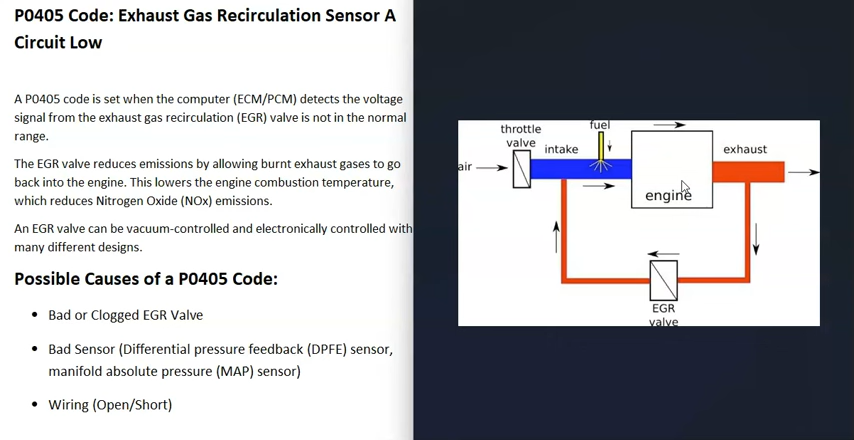 P0405 Code: Exhaust Gas Recirculation Sensor A
Circuit Low
A P0405 code is set when the computer (ECM/PCM) detects the voltage
signal from the exhaust gas recirculation (EGR) valve is not in the normal
range.
The EGR valve reduces emissions by allowing burnt exhaust gases to go
back into the engine. This lowers the engine combustion temperature,
which reduces Nitrogen Oxide (NOx) emissions.
An EGR valve can be vacuum-controlled and electronically controlled with
many different designs.
Possible Causes of a P0405 Code:
• Bad or Clogged EGR Valve
• Bad Sensor (Differential pressure feedback (DPFE) sensor,
manifold absolute pressure (MAP) sensor)
• Wiring (Open/Short)
fuel
throttle
valve
intake
exhaust
air
engine
EGR
valve